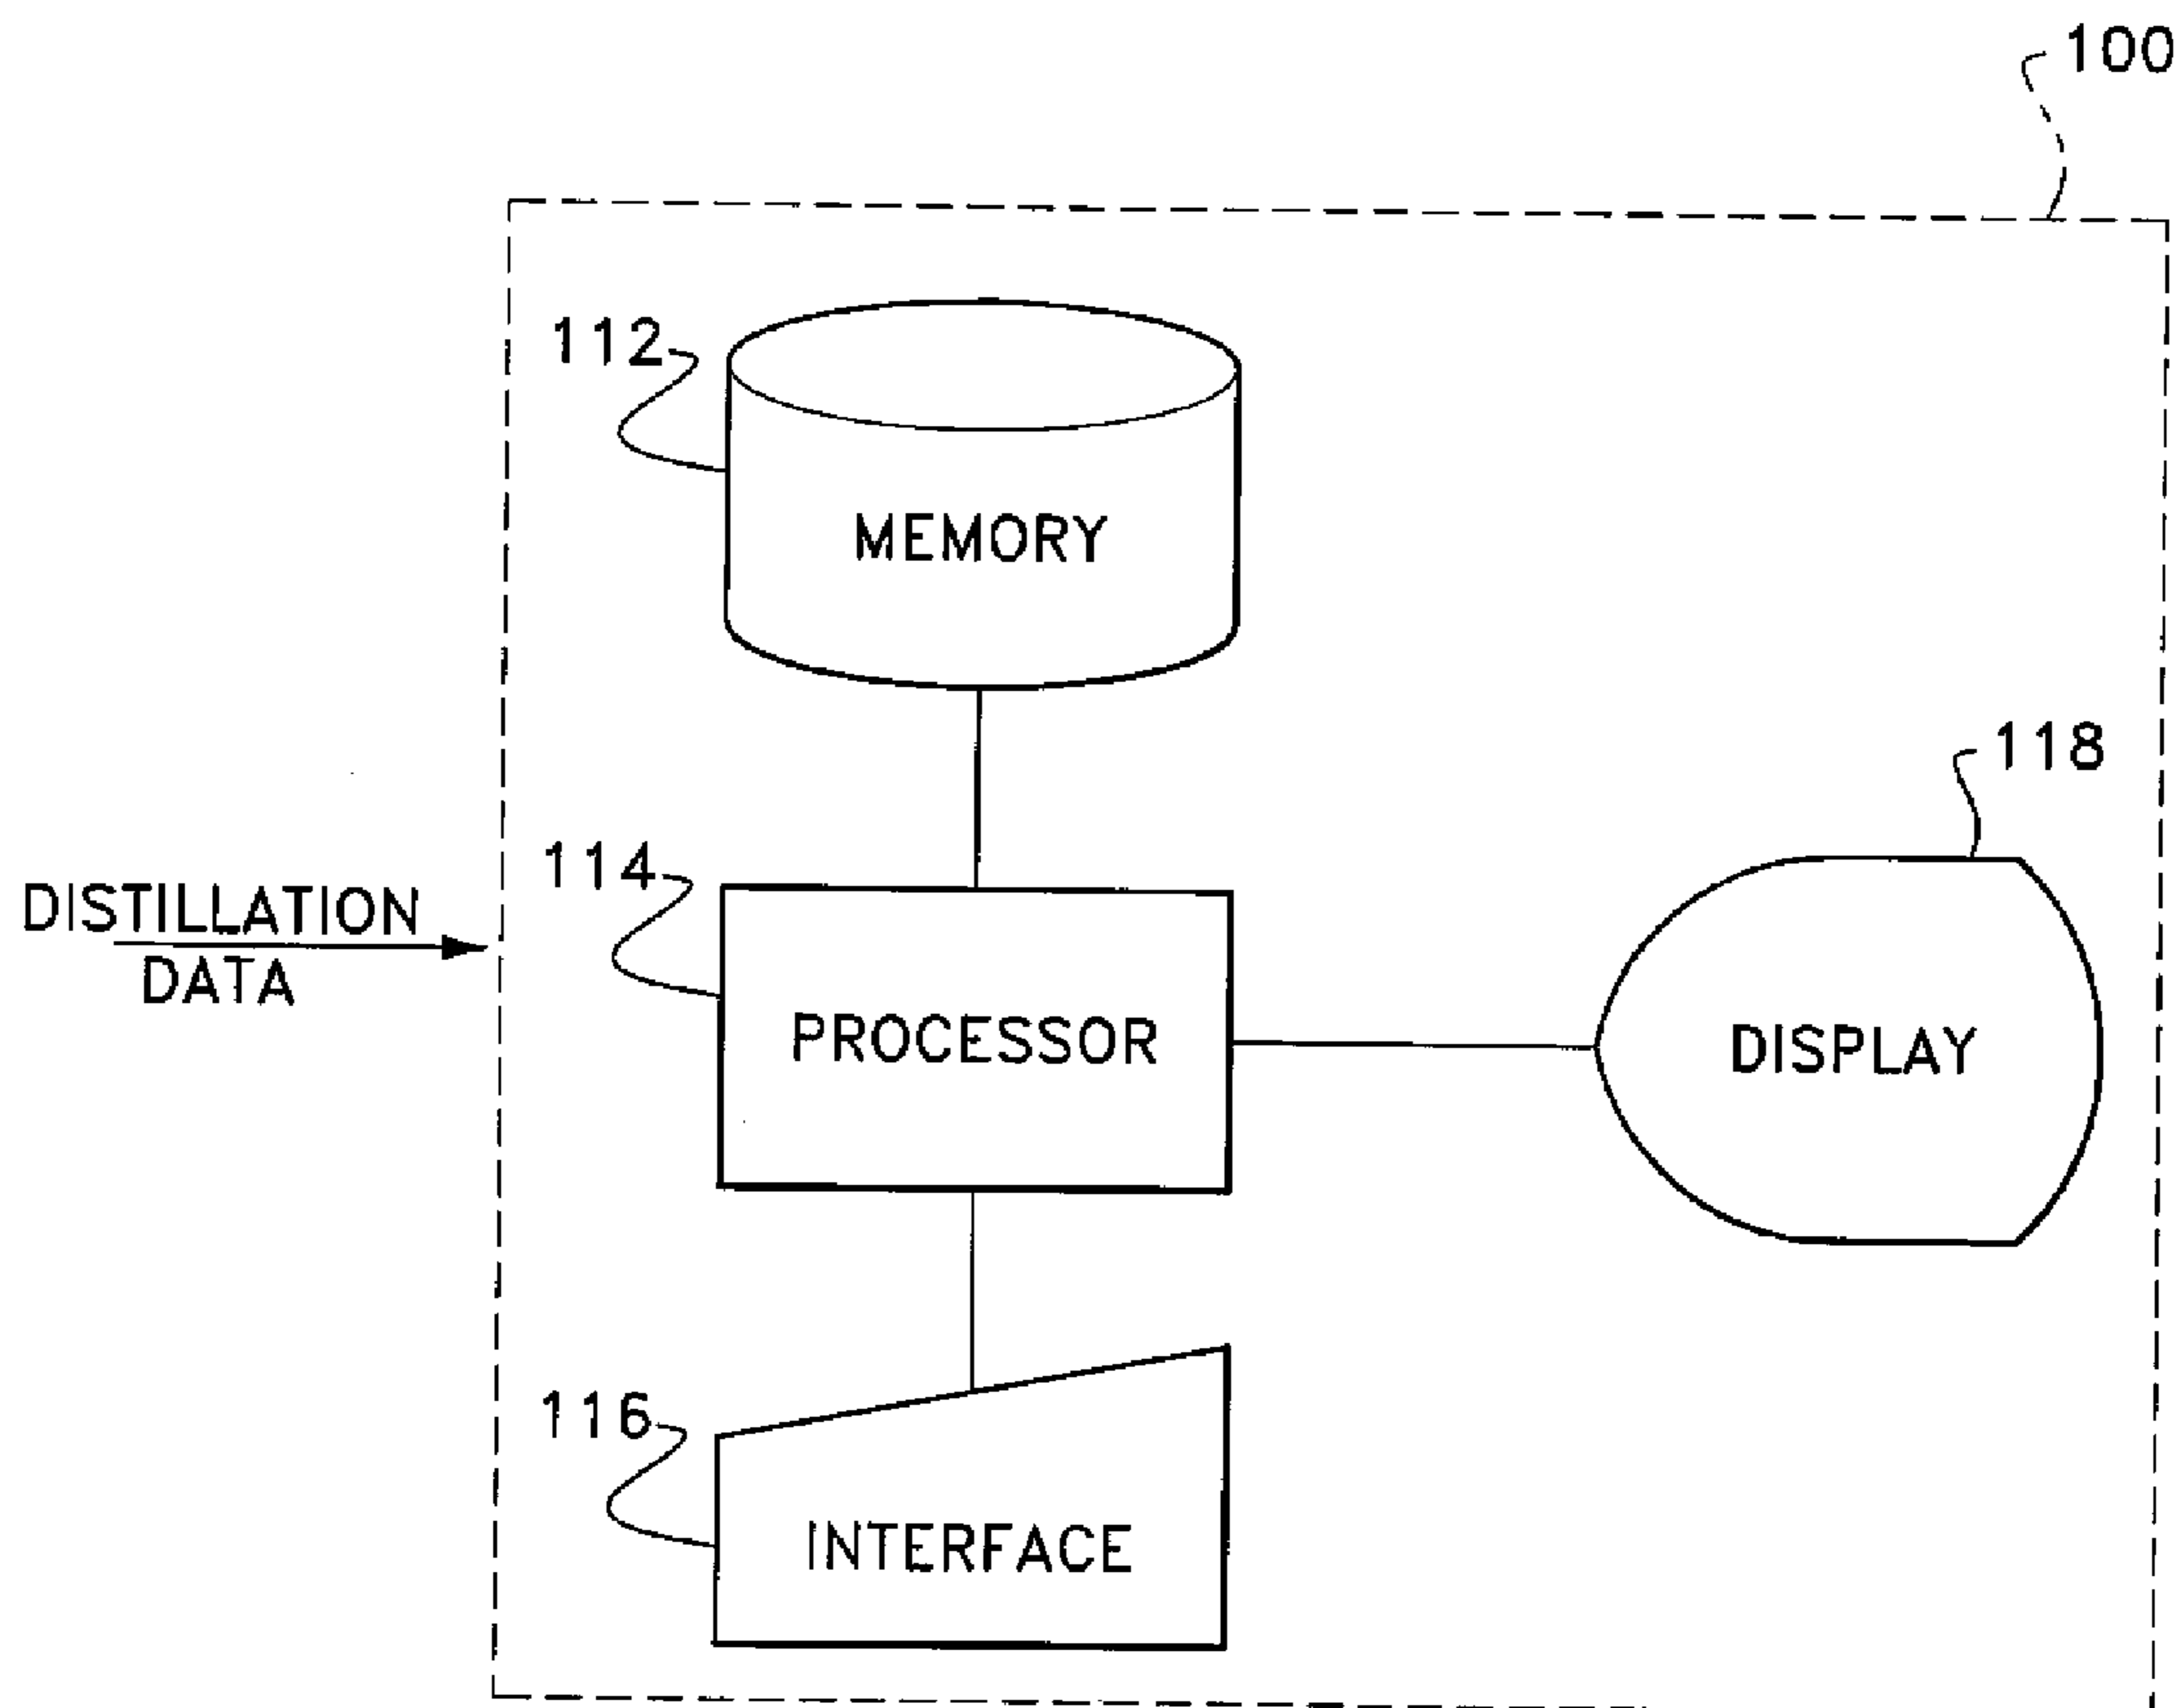 100
112
MEMORY
118
114
DISTILLATION
DATA
PROCESSOR
DISPLAY
116
INTERFACE